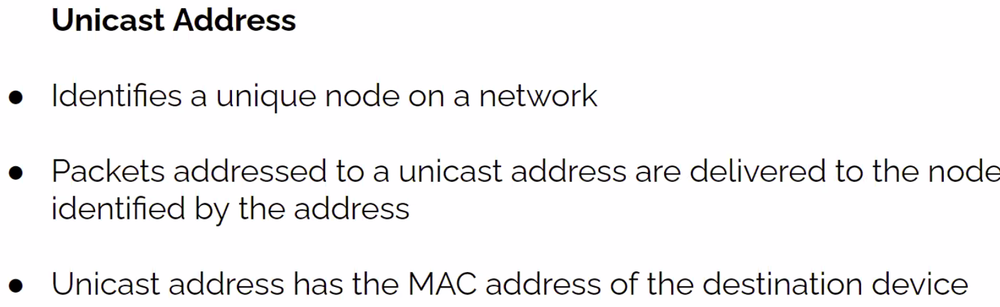 Unicast Address
● Identifies a unique node on a network
● Packets addressed to a unicast address are delivered to the node
identified by the address
● Unicast address has the MAC address of the destination device